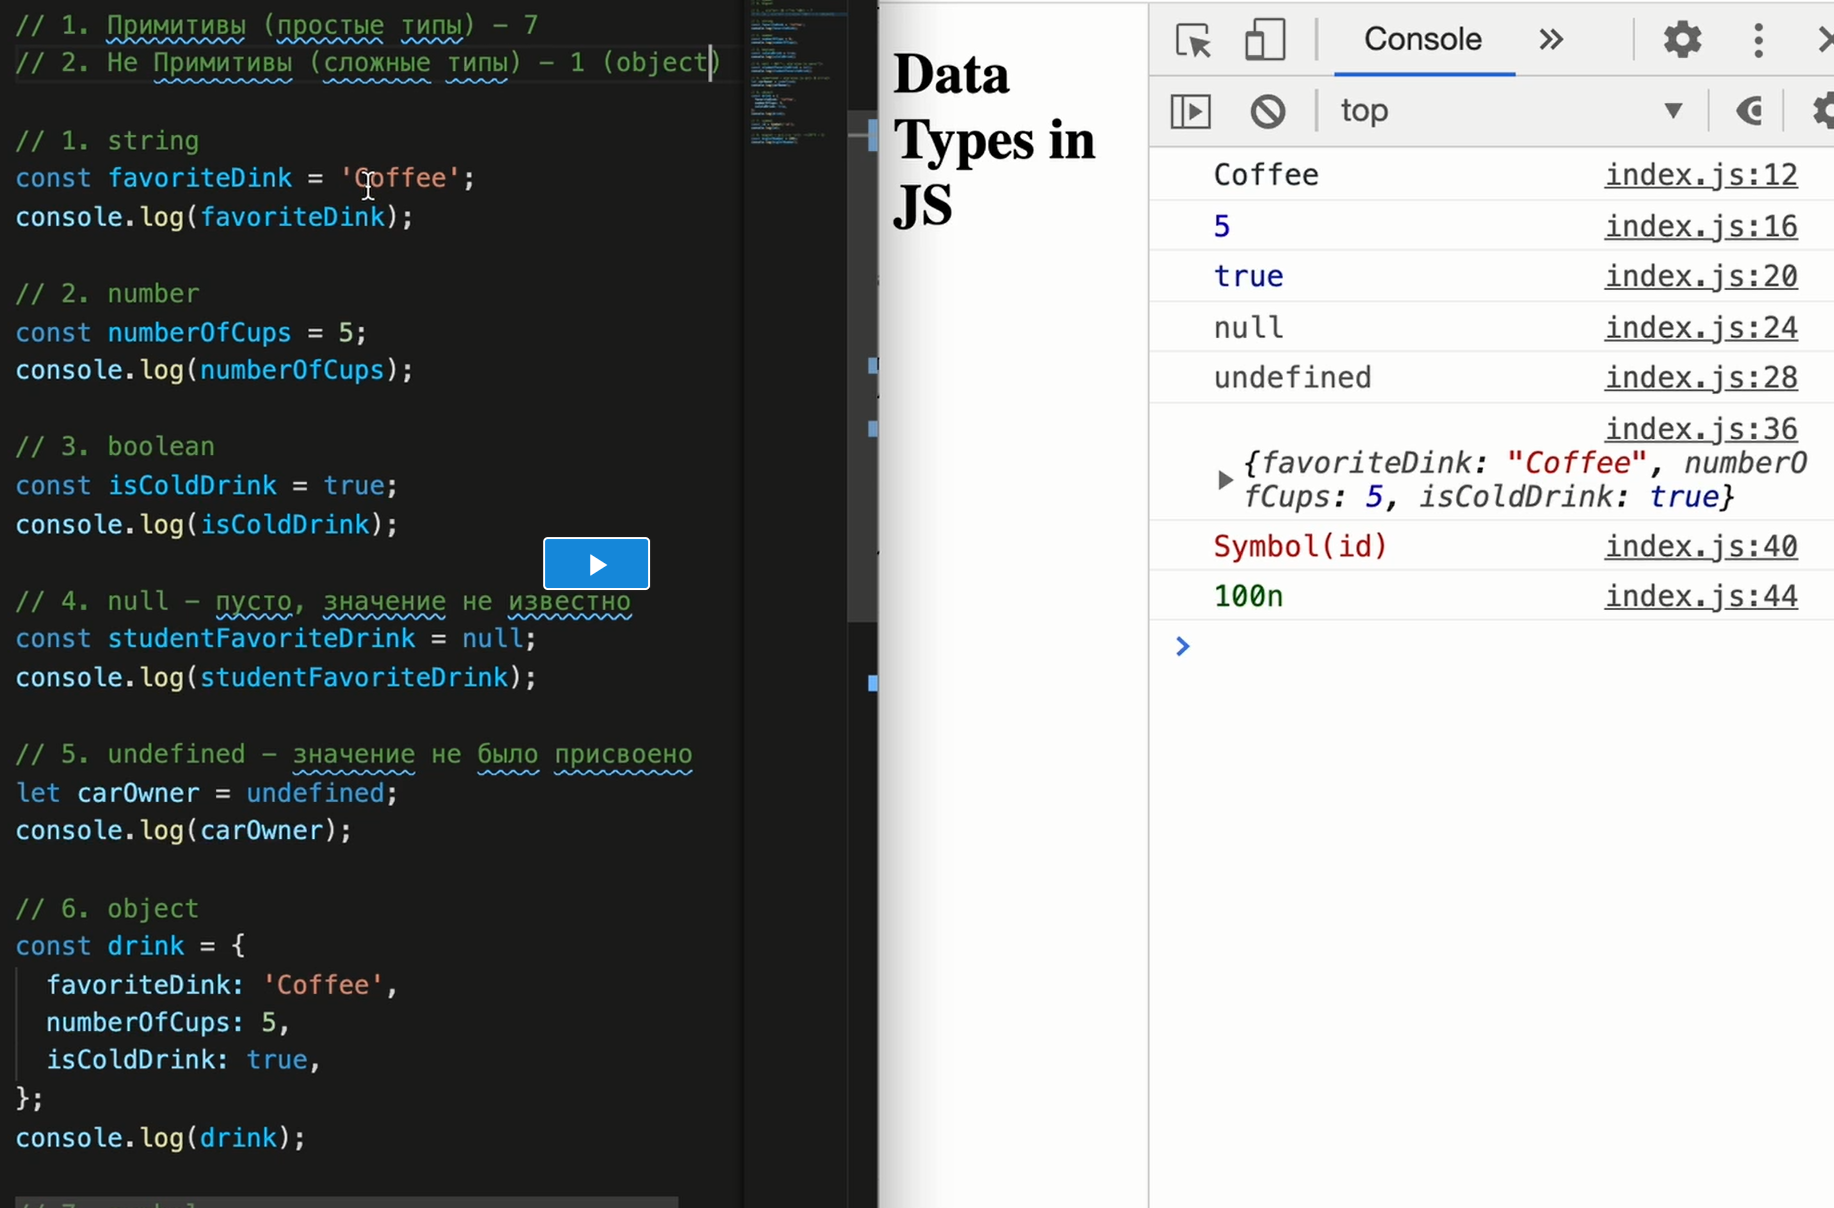 // 1. Примитивы (простые типы) – 7
// 2. Не Примитивы (сложные типы) – 1 (object)
// 1. string
const favoriteDink = 'Coffee';
console.log(favoriteDink);
// 2. number
const numberOfCups = 5;
console.log(numberOfCups);
// 3. boolean
const isColdDrink = true;
console.log(isColdDrink);
// 4. null – пусто, значение не известно
const studentFavoriteDrink = null;
console.log(studentFavoriteDrink);
// 5. undefined – значение не было присвоено
let carOwner = undefined;
console.log(carOwner);
// 6. object
const drink = {
favoriteDink: 'Coffee',
numberOfCups: 5,
isColdDrink: true,
};
console.log(drink);
Data
Types in
JS
Console
top
Coffee index.js:12
5 index.js:16
true index.js:20
null index.js:24
undefined index.js:28
index.js:36
{favoriteDink: "Coffee", numberO
fCups: 5, isColdDrink: true}
Symbol(id) index.js:40
100n index.js:44